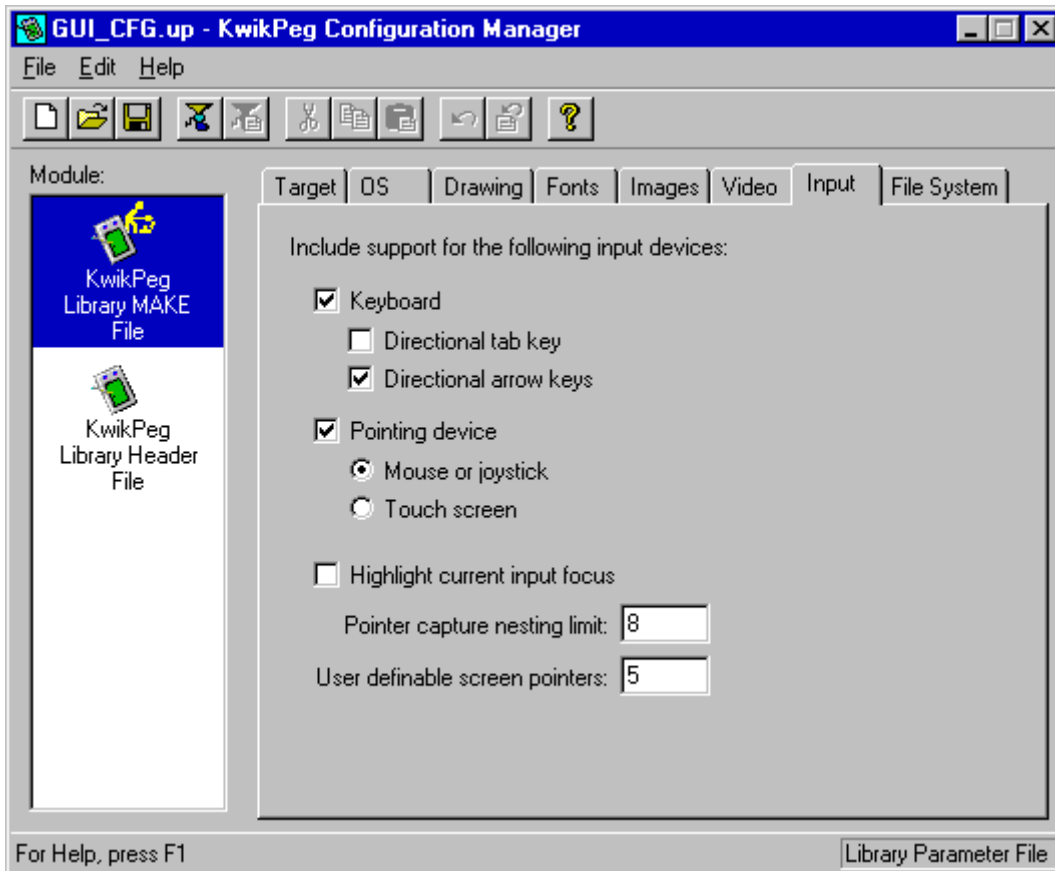 GUI_CFG.up - KwikPeg Configuration Manager
File Edit Help
Module:
KwikPeg
Library MAKE
File
KwikPeg
Library Header
File
Target OS Drawing Fonts Images Video Input File System
Include support for the following input devices:
Keyboard
Directional tab key
Directional arrow keys
Pointing device
Mouse or joystick
Touch screen
Highlight current input focus
Pointer capture nesting limit: 8
User definable screen pointers: 5
For Help, press F1
Library Parameter File